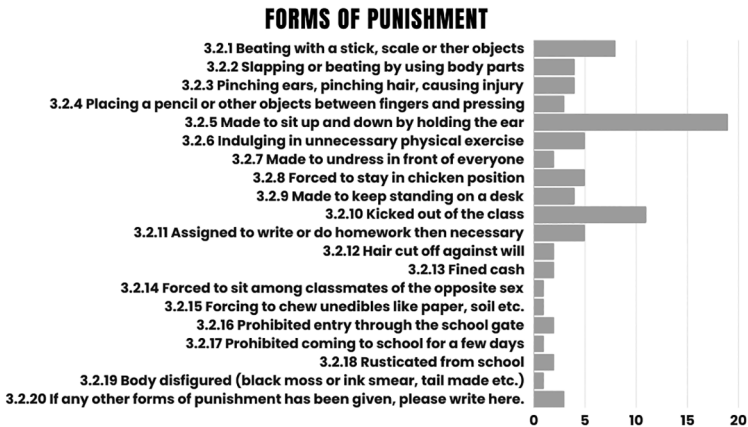 FORMS OF PUNISHMENT
3.2.1 Beating with a stick, scale or ther objects
3.2.2 Slapping or beating by using body parts
3.2.3 Pinching ears, pinching hair, causing injury
3.2.4 Placing a pencil or other objects between fingers and pressing
3.2.5 Made to sit up and down by holding the ear
3.2.6 Indulging in unnecessary physical exercise
3.2.7 Made to undress in front of everyone
3.2.8 Forced to stay in chicken position
3.2.9 Made to keep standing on a desk
3.2.10 Kicked out of the class
3.2.11 Assigned to write or do homework then necessary
3.2.12 Hair cut off against will
3.2.13 Fined cash
3.2.14 Forced to sit among classmates of the opposite sex
3.2.15 Forcing to chew unedibles like paper, soil etc.
3.2.16 Prohibited entry through the school gate
3.2.17 Prohibited coming to school for a few days
3.2.18 Rusticated from school
3.2.19 Body disfigured (black moss or ink smear, tail made etc.)
3.2.20 If any other forms of punishment has been given, please write here.
0 5 10 15 20